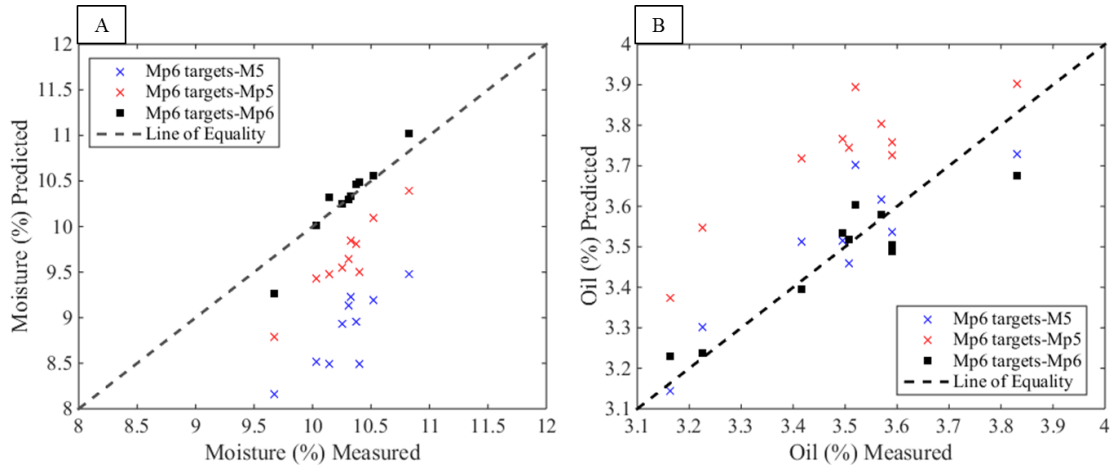 A
12
11.5
11
10.5
10
9.5
9
8.5
8
Moisture (%) Predicted
Mp6 targets-M5
Mp6 targets-Mp5
Mp6 targets-Mp6
Line of Equality
8 8.5 9 9.5 10 10.5 11 11.5 12
Moisture (%) Measured
B
4
3.9
3.8
3.7
3.6
3.5
3.4
3.3
3.2
3.1
Oil (%) Predicted
Mp6 targets-M5
Mp6 targets-Mp5
Mp6 targets-Mp6
Line of Equality
3.1 3.2 3.3 3.4 3.5 3.6 3.7 3.8 3.9 4
Oil (%) Measured